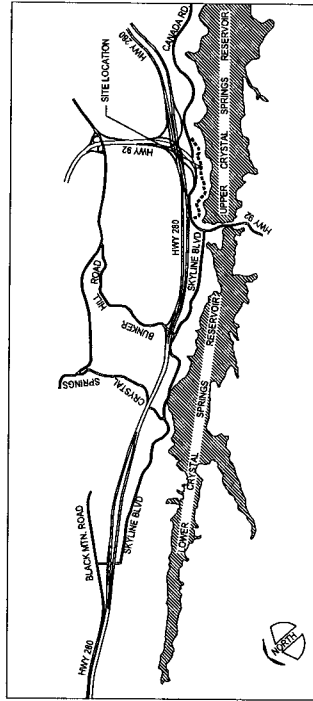 HWY 280
BLACK MTN. ROAD
SKYLINE BLVD
CRYSTAL
SPRINGS
BUNKER
HILL ROAD
HWY 92
HWY 280
SKYLINE BLVD
SITE LOCATION
HWY 280
CANADA RD
LOWER CRYSTAL SPRINGS RESERVOIR
UPPER CRYSTAL SPRINGS RESERVOIR
HWY 92
NORTH